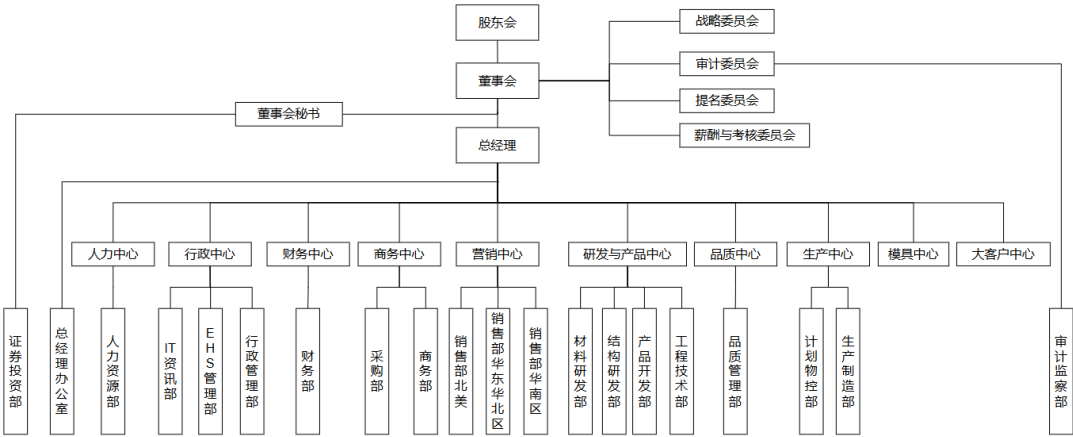 股东会
战略委员会
审计委员会
董事会
提名委员会
董事会秘书
薪酬与考核委员会
总经理
人力中心
行政中心
财务中心
商务中心
营销中心
研发与产品中心
品质中心
生产中心
模具中心
大客户中心
证券投资部
总经理办公室
人力资源部
IT资讯部
EHS管理部
行政管理部
财务部
采购部
商务部
销售部北美
销售部华东华北区
销售部华南区
材料研发部
结构研发部
产品开发部
工程技术部
品质管理部
计划物控部
生产制造部
审计监察部